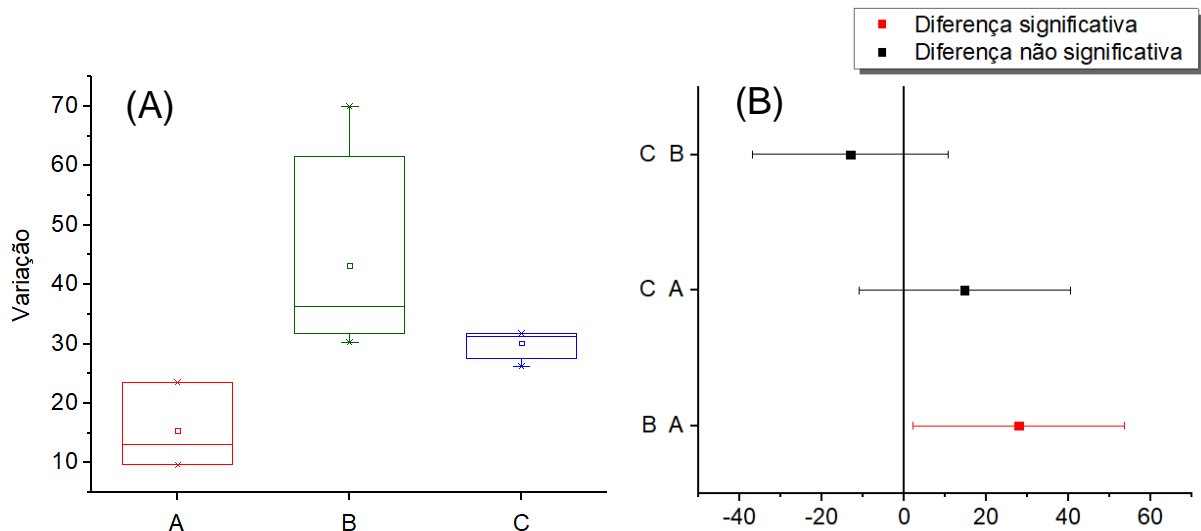 (A)
Variação
70
60
50
40
30
20
10
A B C
Diferença significativa
Diferença não significativa
(B)
C B
C A
B A
-40 -20 0 20 40 60